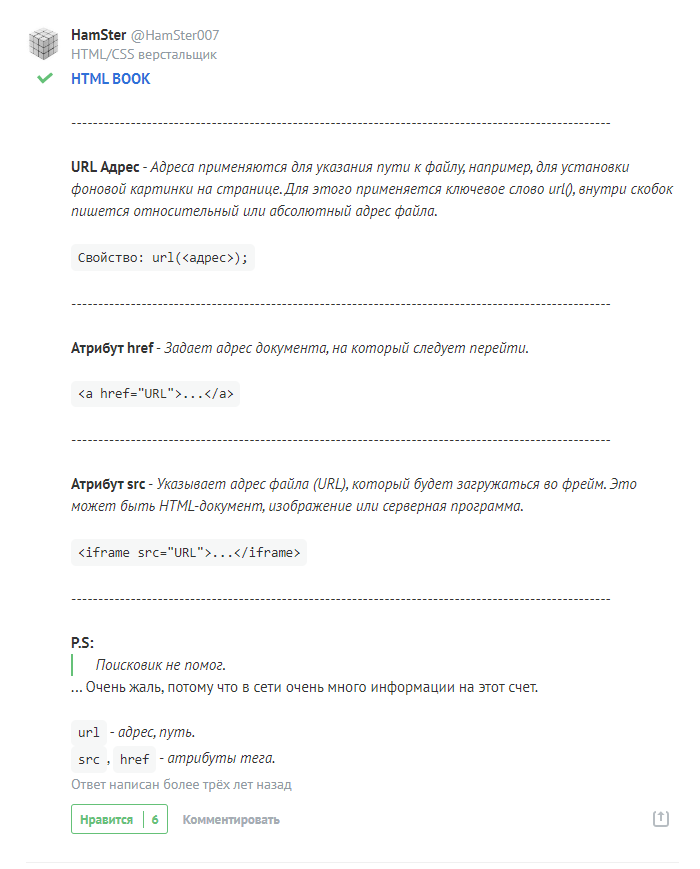 HamSter @HamSter007
HTML/CSS верстальщик
HTML BOOK
----------------------------------------------------------------------------------------------------
URL Адрес - Адреса применяются для указания пути к файлу, например, для установки
фоновой картинки на странице. Для этого применяется ключевое слово url(), внутри скобок
пишется относительный или абсолютный адрес файла.
Свойство: url(<адрес>);
----------------------------------------------------------------------------------------------------
Атрибут href - Задает адрес документа, на который следует перейти.
<a href="URL">...</a>
----------------------------------------------------------------------------------------------------
Атрибут src - Указывает адрес файла (URL), который будет загружаться во фрейм. Это
может быть HTML-документ, изображение или серверная программа.
<iframe src="URL">...</iframe>
----------------------------------------------------------------------------------------------------
P.S:
Поисковик не помог.
... Очень жаль, потому что в сети очень много информации на этот счет.
url - адрес, путь.
src , href - атрибуты тега.
Ответ написан более трёх лет назад
Нравится 6 Комментировать